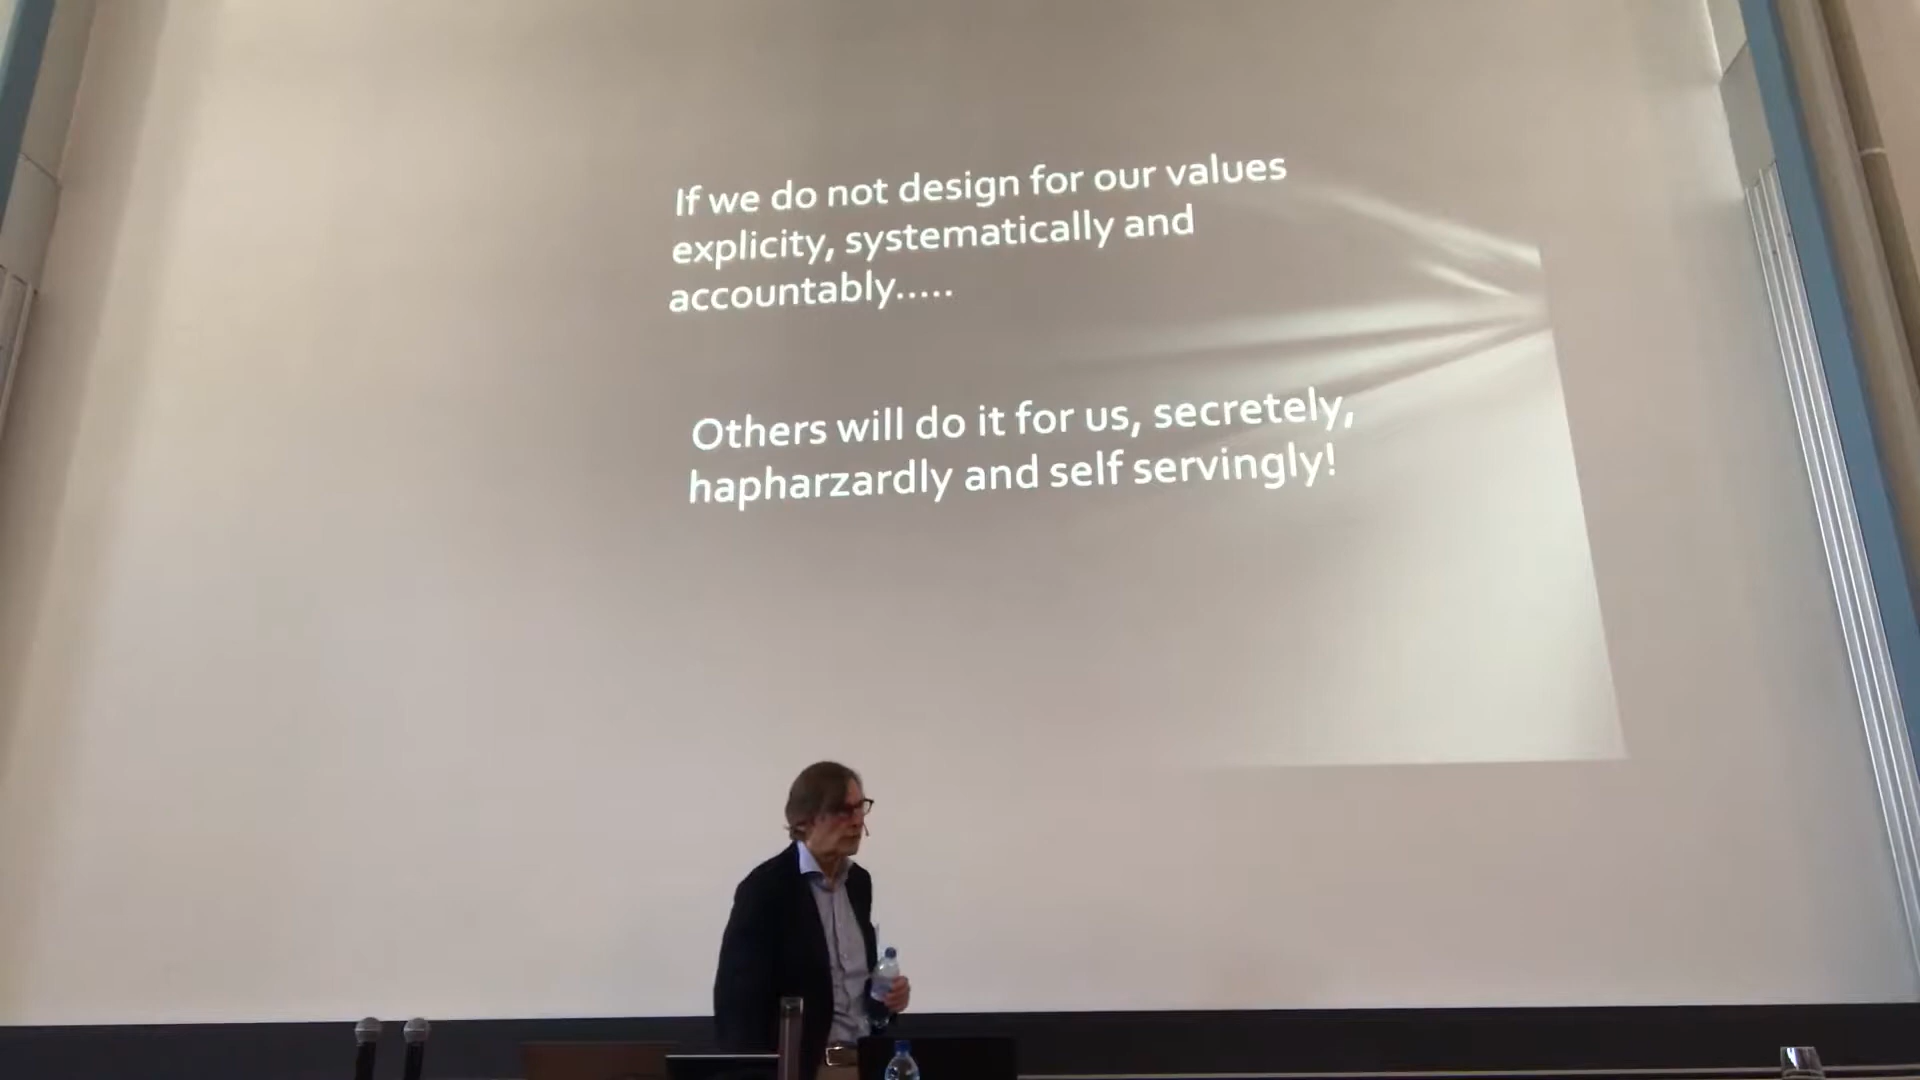 If we do not design for our values
explicity, systematically and
accountably.....
Others will do it for us, secretely,
hapharzardly and self servingly!